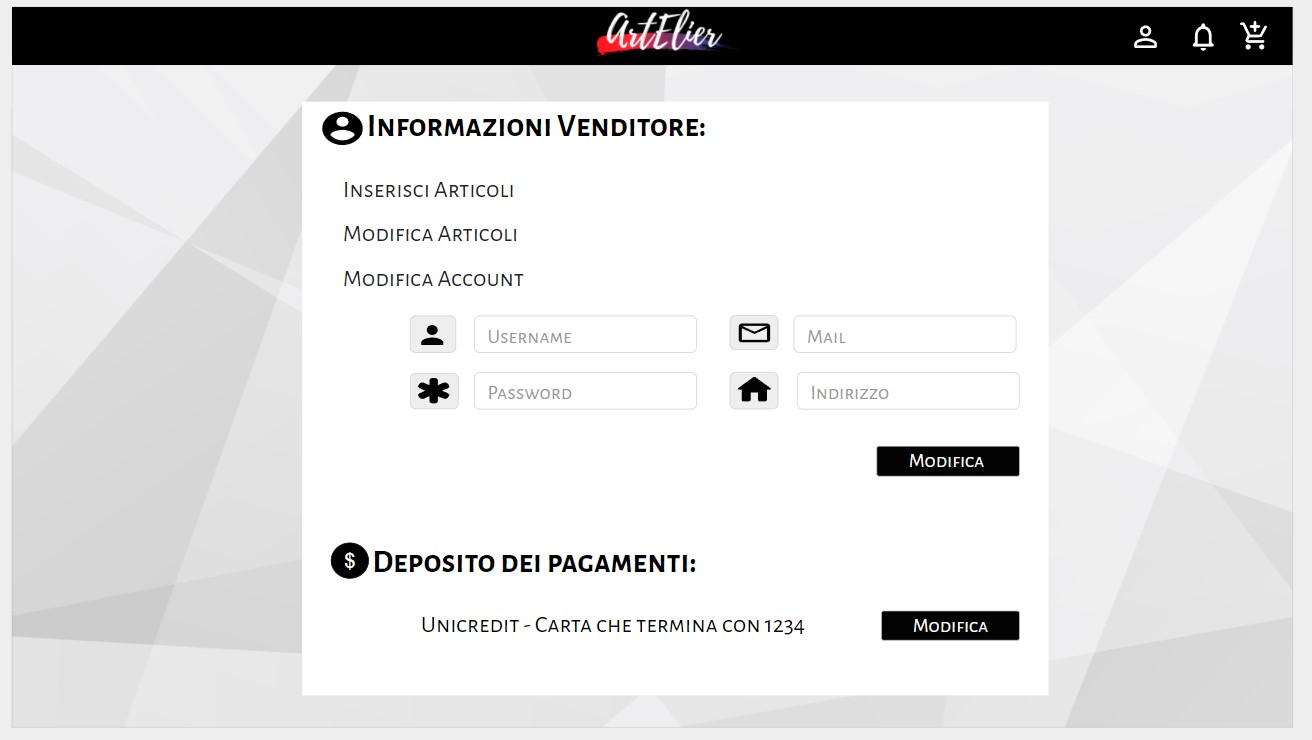 ArtElier
Informazioni Venditore:
Inserisci Articoli
Modifica Articoli
Modifica Account
Username
Mail
Password
Indirizzo
Modifica
$ Deposito dei pagamenti:
Unicredit - Carta che termina con 1234
Modifica